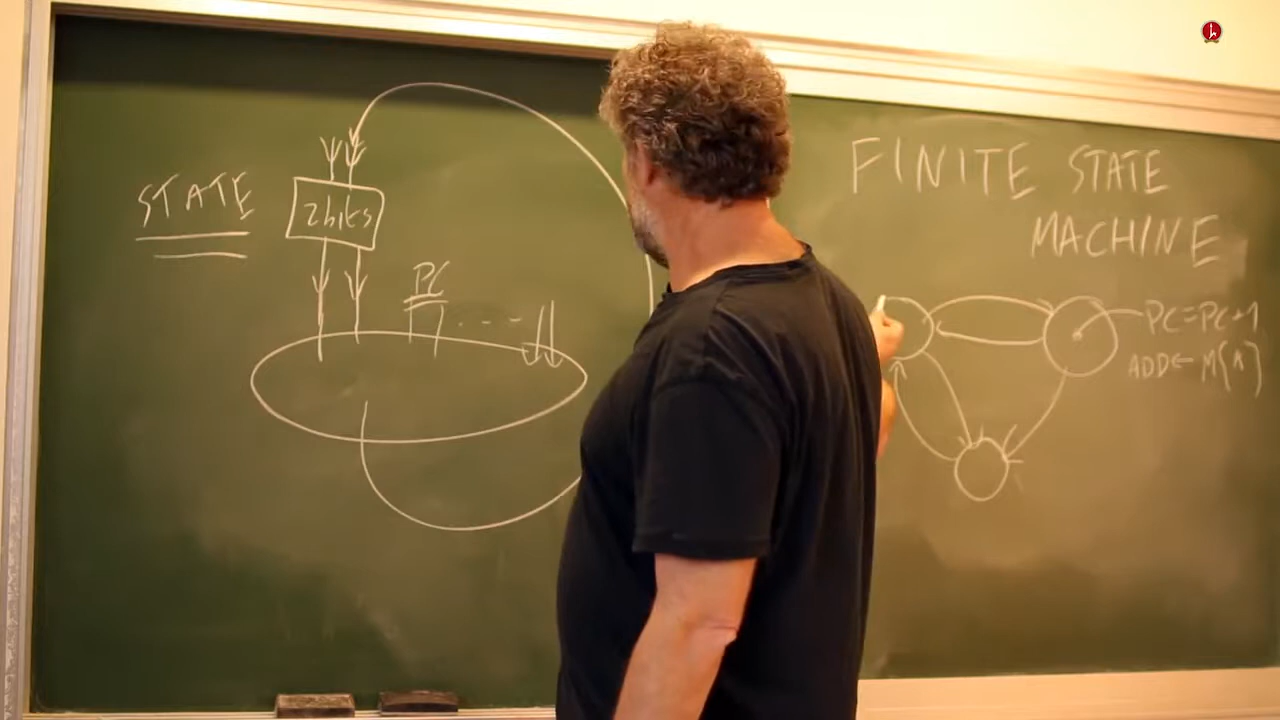 STATE
2bits
PC
FINITE STATE
MACHINE
PC=PC+1
ADD← M[A]